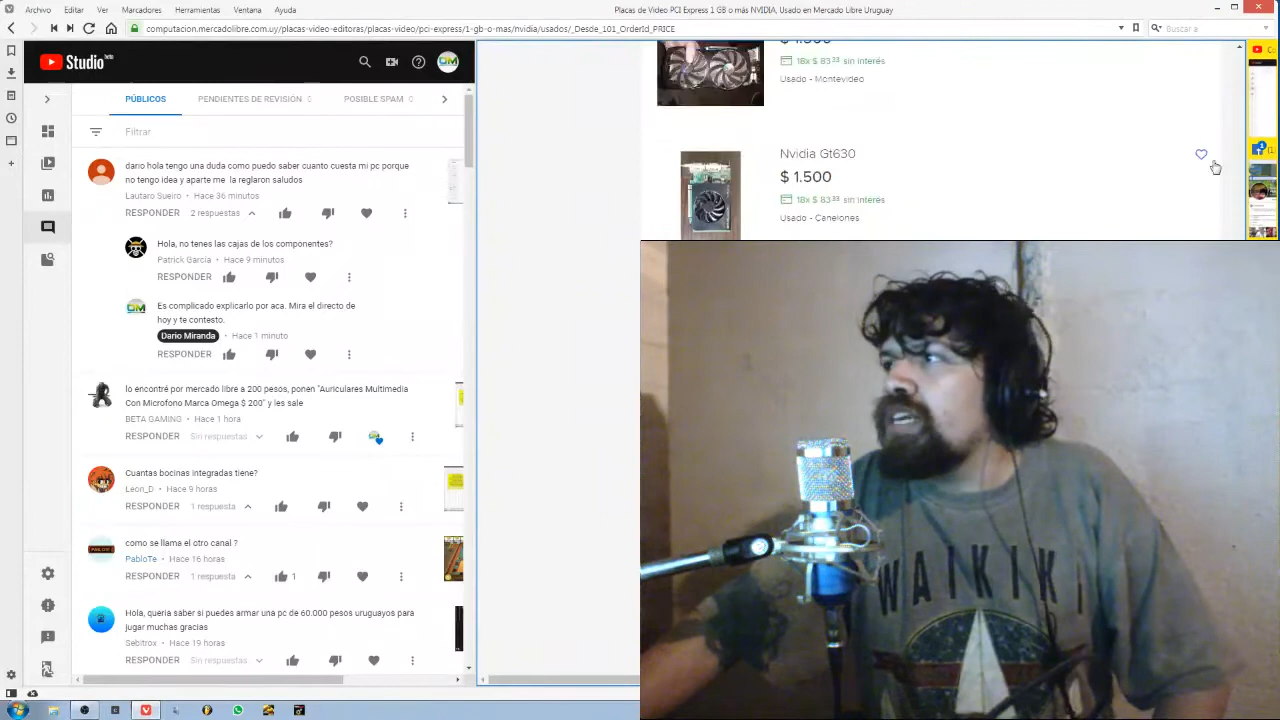 Archivo Editar Ver Marcadores Herramientas Ventana Ayuda
Placas de Video PCI Express 1 GB o más NVIDIA, Usado en Mercado Libre Uruguay
computacion.mercadolibre.com.uy/placas-video-editoras/placas-video/pci-express/1-gb-o-mas/nvidia/usados/_Desde_101_OrderId_PRICE
Buscar a
Studio
PÚBLICOS PENDIENTES DE REVISIÓN 0 POSIBLE SPAM 0
Filtrar
dario hola tengo una duda como puedo saber cuanto cuesta mi pc porque
no tengo idea y aparte me la reglaron saludos
Lautaro Sueiro • Hace 36 minutos
RESPONDER 2 respuestas
Hola, no tenes las cajas de los componentes?
Patrick García • Hace 9 minutos
RESPONDER
Es complicado explicarlo por aca. Mira el directo de
hoy y te contesto.
Dario Miranda • Hace 1 minuto
RESPONDER
lo encontré por mercado libre a 200 pesos, ponen "Auriculares Multimedia
Con Microfono Marca Omega $ 200" y les sale
BETA GAMING • Hace 1 hora
RESPONDER Sin respuestas
Cuantas bocinas integradas tiene?
Leon_D • Hace 9 horas
RESPONDER 1 respuesta
como se llama el otro canal.?
PabloTe • Hace 16 horas
RESPONDER 1 respuesta 1
Hola, queria saber si puedes armar una pc de 60.000 pesos uruguayos para
jugar muchas gracias
Sebitrox • Hace 19 horas
RESPONDER Sin respuestas
18x $ 83³³ sin interés
Usado - Montevideo
Nvidia Gt630
$ 1.500
18x $ 83³³ sin interés
Usado - Canelones
WAIKIKI